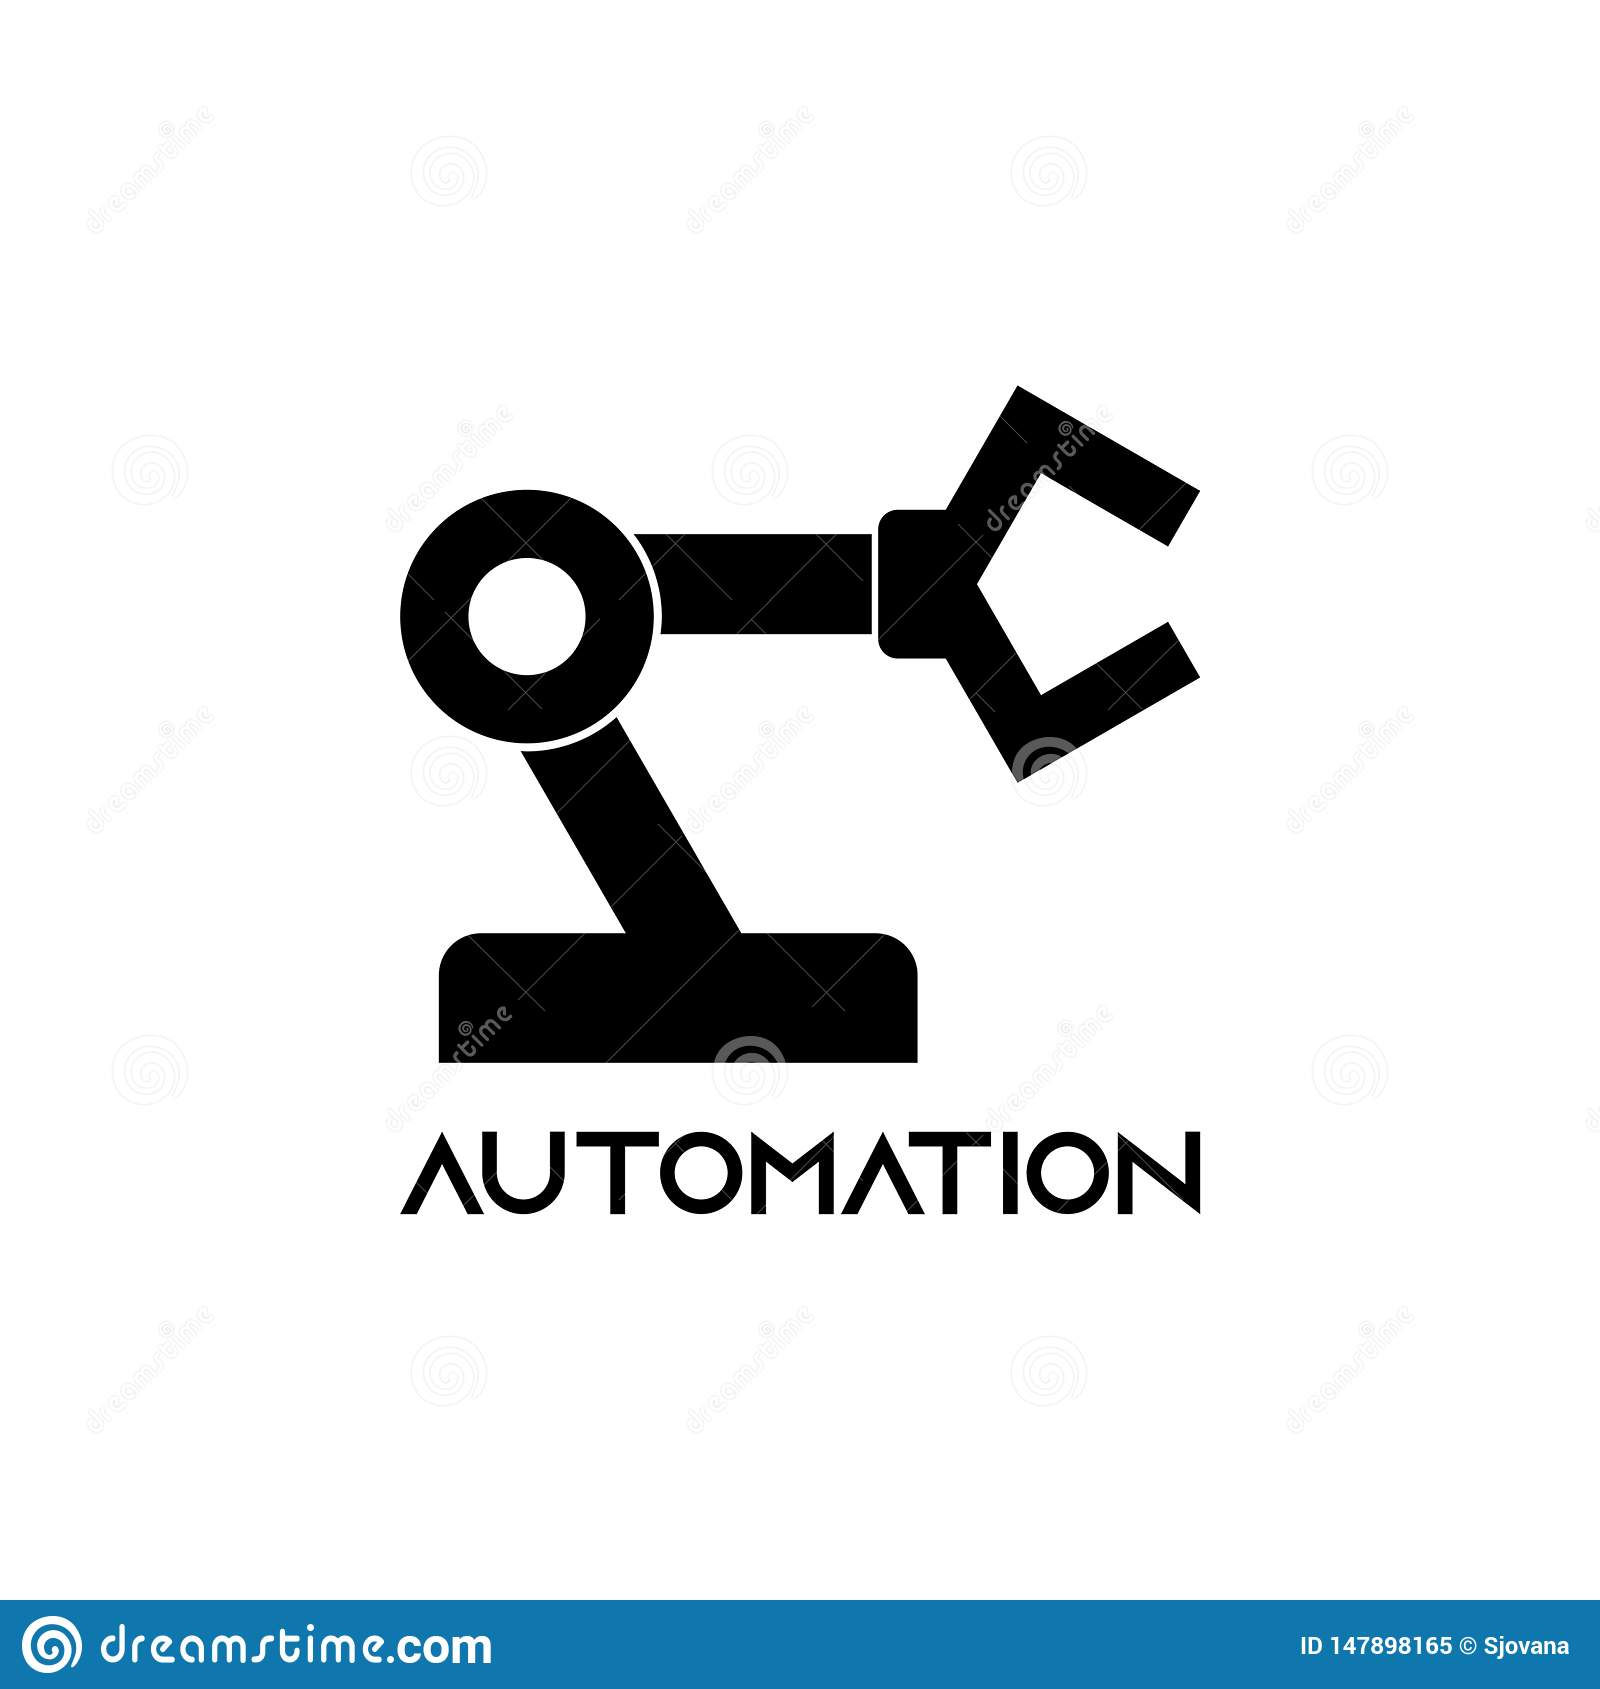 AUTOMATION
dreamstime.com
ID 147898165 © Sjovana